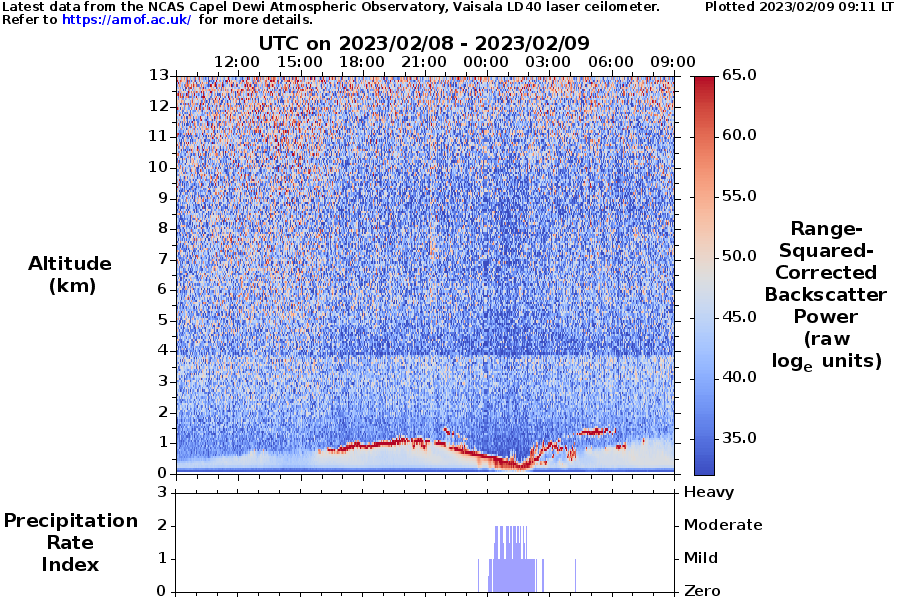 Latest data from the NCAS Capel Dewi Atmospheric Observatory, Vaisala LD40 laser ceilometer.
Plotted 2023/02/09 09:11 LT
Refer to https://amof.ac.uk/ for more details.
UTC on 2023/02/08 - 2023/02/09
12:00 15:00 18:00 21:00 00:00 03:00 06:00 09:00
13
12
11
10
9
8
7
6
5
4
3
2
1
0
Altitude
(km)
65.0
60.0
55.0
50.0
45.0
40.0
35.0
Range-
Squared-
Corrected
Backscatter
Power
(raw
logₑ units)
3
2
1
0
Precipitation
Rate
Index
Heavy
Moderate
Mild
Zero